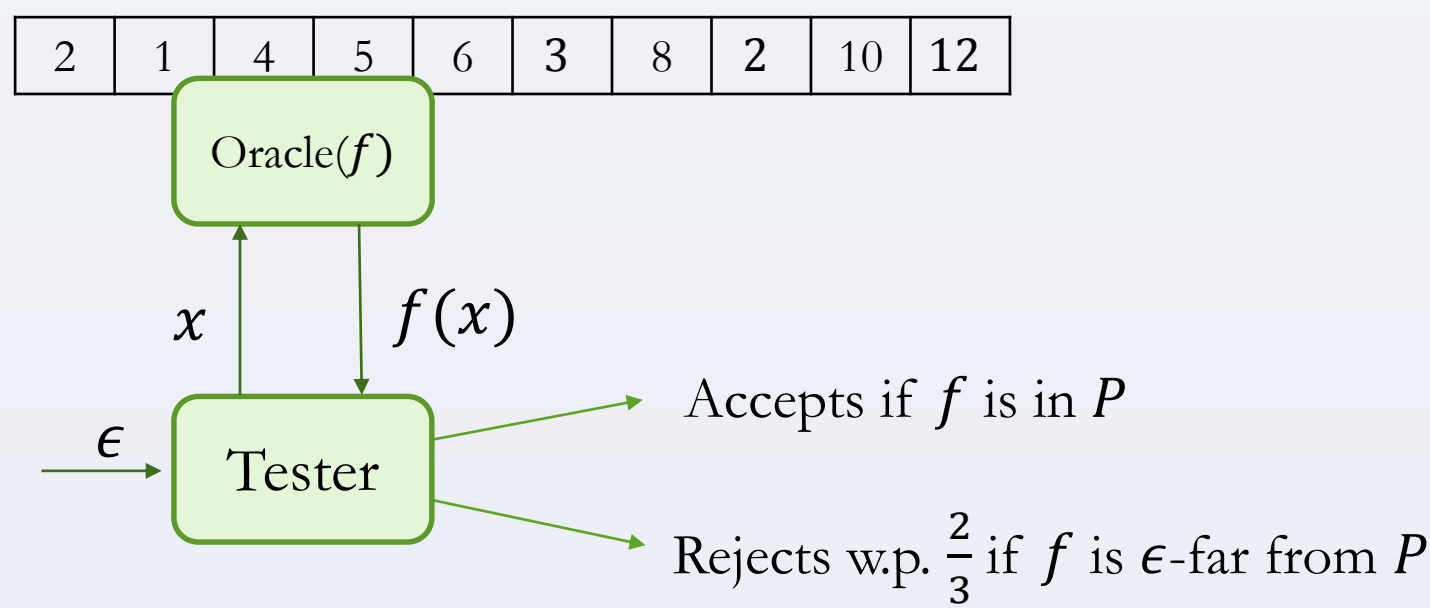 2 1 4 5 6 3 8 2 10 12
Oracle(f)
x
f(x)
Accepts if f is in P
ϵ
Tester
Rejects w.p. 2/3 if f is ϵ-far from P